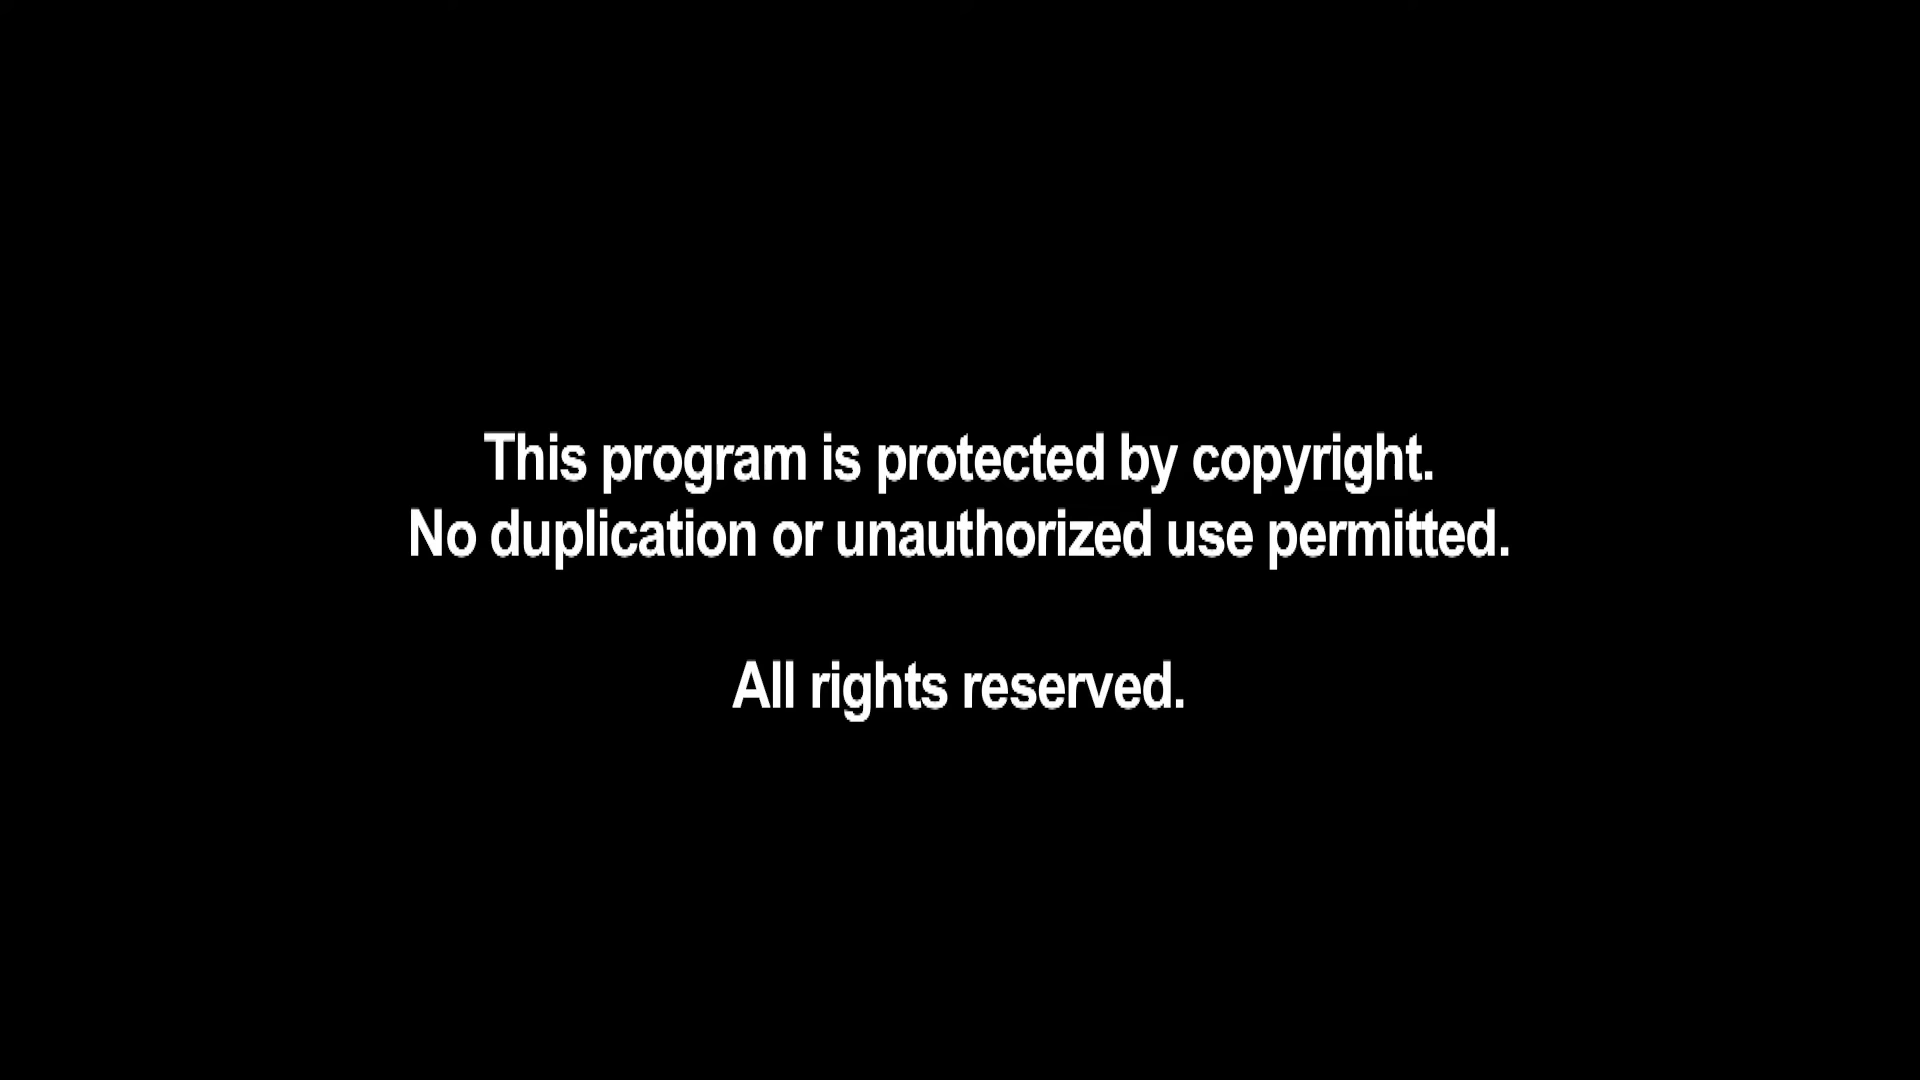 This program is protected by copyright.
No duplication or unauthorized use permitted.
All rights reserved.